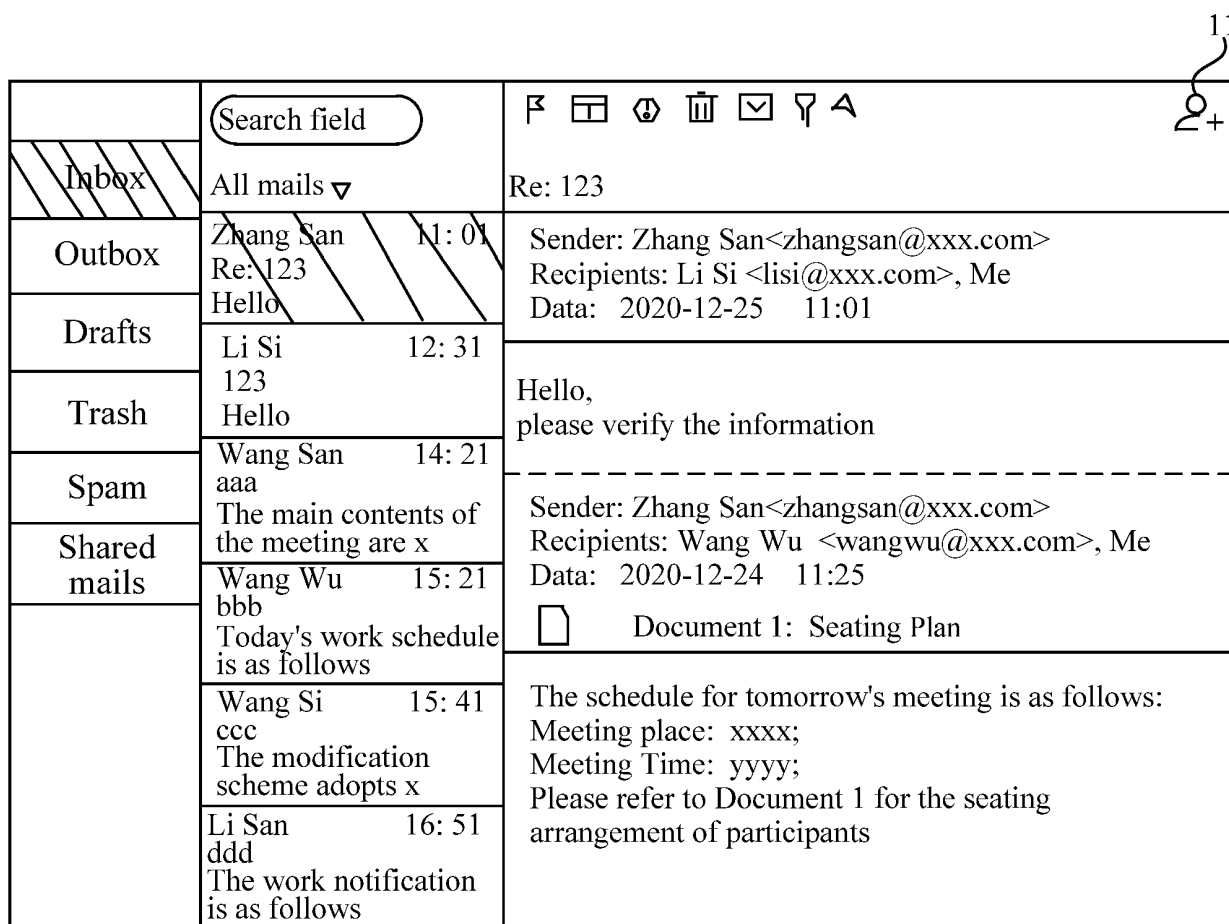 11
Search field
All mails
Re: 123
Inbox
Outbox
Drafts
Trash
Spam
Shared
mails
Zhang San 11: 01
Re: 123
Hello
Li Si 12: 31
123
Hello
Wang San 14: 21
aaa
The main contents of
the meeting are x
Wang Wu 15: 21
bbb
Today's work schedule
is as follows
Wang Si 15: 41
ccc
The modification
scheme adopts x
Li San 16: 51
ddd
The work notification
is as follows
Sender: Zhang San<zhangsan@xxx.com>
Recipients: Li Si <lisi@xxx.com>, Me
Data: 2020-12-25 11:01
Hello,
please verify the information
Sender: Zhang San<zhangsan@xxx.com>
Recipients: Wang Wu <wangwu@xxx.com>, Me
Data: 2020-12-24 11:25
Document 1: Seating Plan
The schedule for tomorrow's meeting is as follows:
Meeting place: xxxx;
Meeting Time: yyyy;
Please refer to Document 1 for the seating
arrangement of participants